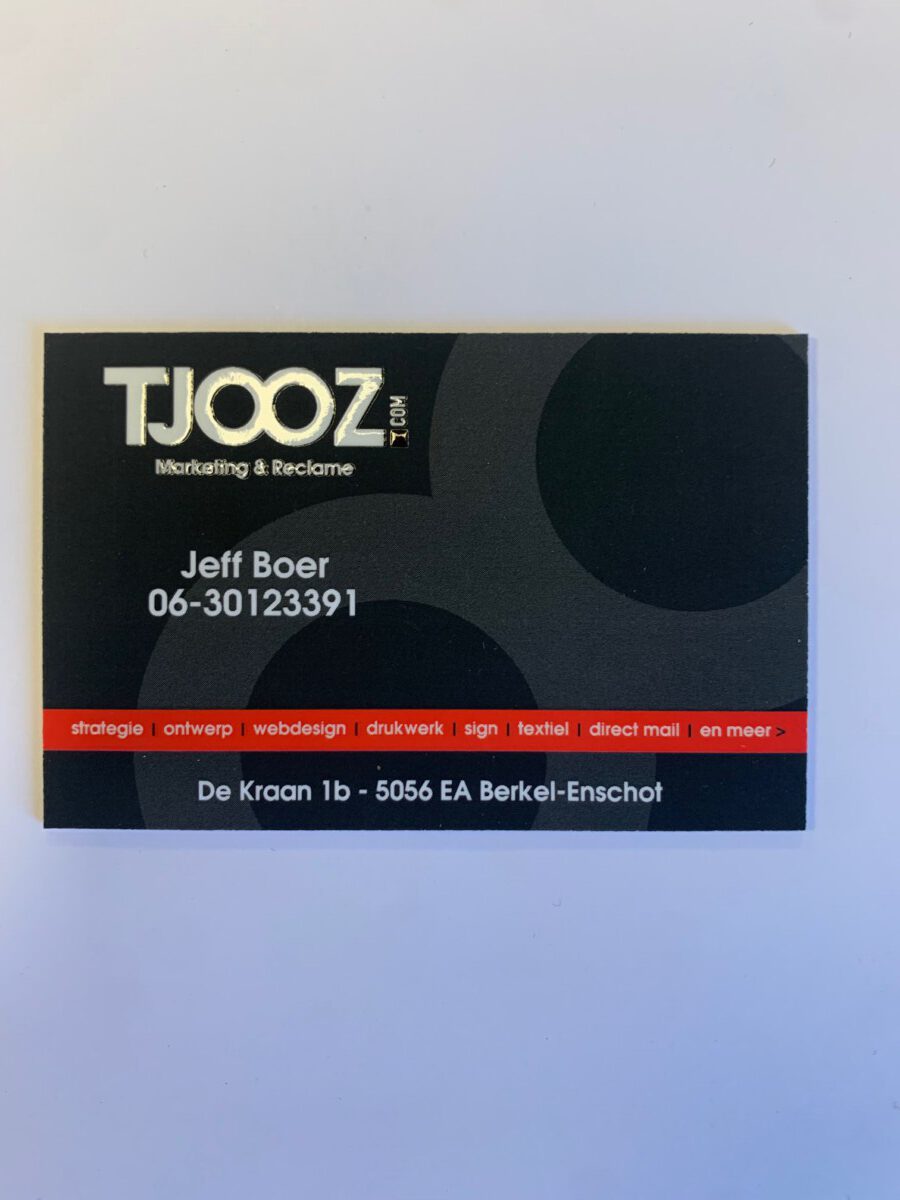 TJOOZ.COM
Marketing & Reclame
Jeff Boer
06-30123391
strategie | ontwerp | webdesign | drukwerk | sign | textiel | direct mail | en meer >
De Kraan 1b - 5056 EA Berkel-Enschot